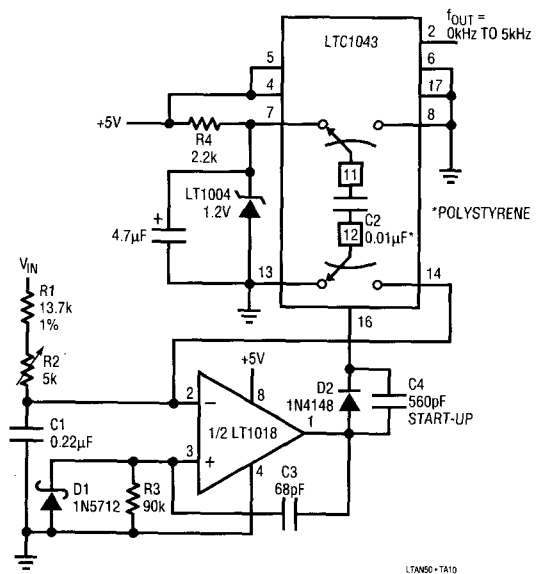 LTC1043
2
fOUT =
0kHz TO 5kHz
5
6
4
17
+5V
7
8
R4
2.2k
11
LT1004
1.2V
C2
0.01µF*
*POLYSTYRENE
+
4.7µF
12
13
14
VIN
R1
13.7k
1%
16
R2
5k
+5V
2
−
8
D2
1N4148
C4
560pF
START-UP
C1
0.22µF
1/2 LT1018
1
3
+
4
D1
1N5712
R3
90k
C3
68pF
LTAN50 • TA10